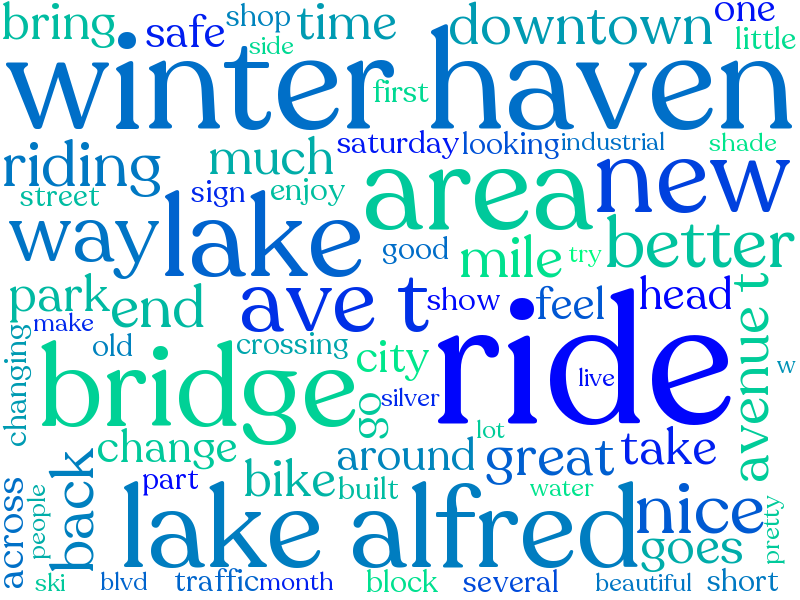 bring safe shop time downtown one
side little
winter haven
first
riding much saturday looking industrial shade
street sign enjoy area new
way lake good mile try better
park end ave t show feel head avenue t
changing make old crossing city ride live w
bridge go silver
change lot
back part bike around great take
across people built water nice pretty
lake alfred goes
ski blvd traffic month block several beautiful short